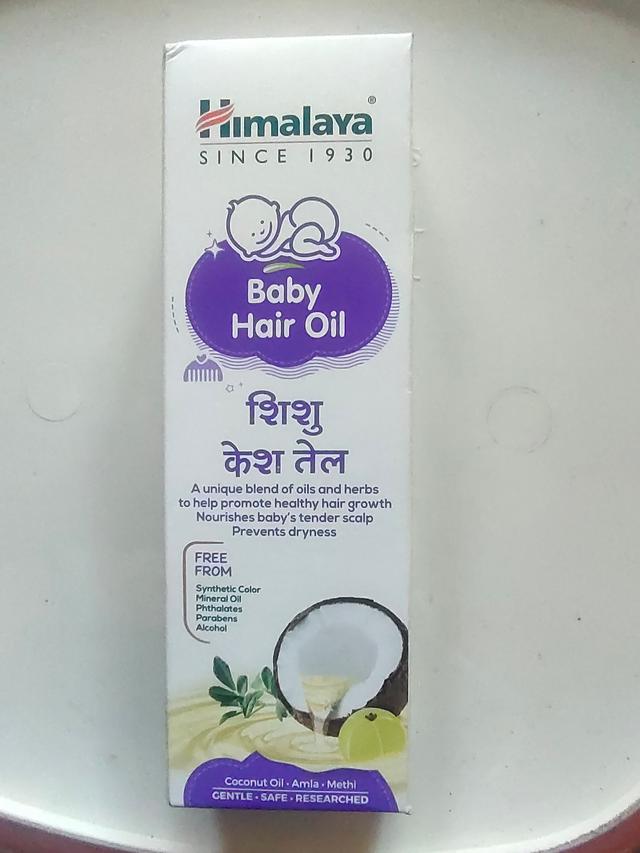 Himalaya®
SINCE 1930
Baby
Hair Oil
शिशु
केश तेल
A unique blend of oils and herbs
to help promote healthy hair growth
Nourishes baby's tender scalp
Prevents dryness
FREE
FROM
Synthetic Color
Mineral Oil
Phthalates
Parabens
Alcohol
Coconut Oil • Amla • Methi
GENTLE • SAFE • RESEARCHED